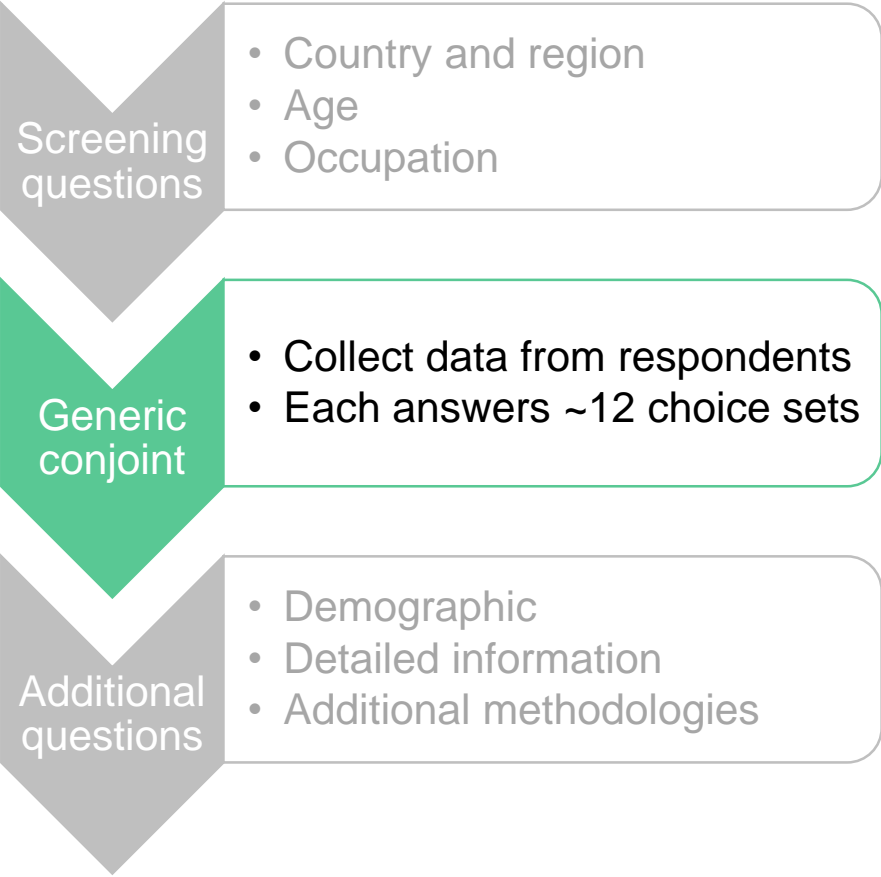 Screening
questions
• Country and region
• Age
• Occupation
Generic
conjoint
• Collect data from respondents
• Each answers ~12 choice sets
Additional
questions
• Demographic
• Detailed information
• Additional methodologies